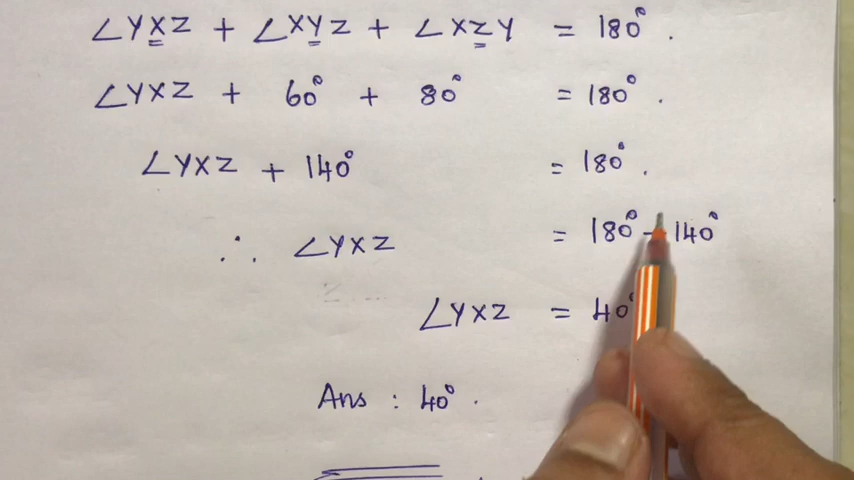 ∠YXZ + ∠XYZ + ∠XZY = 180°.
∠YXZ + 60° + 80° = 180°.
∠YXZ + 140° = 180°.
∴ ∠YXZ = 180° - 140°
∠YXZ = 40°
Ans : 40°.